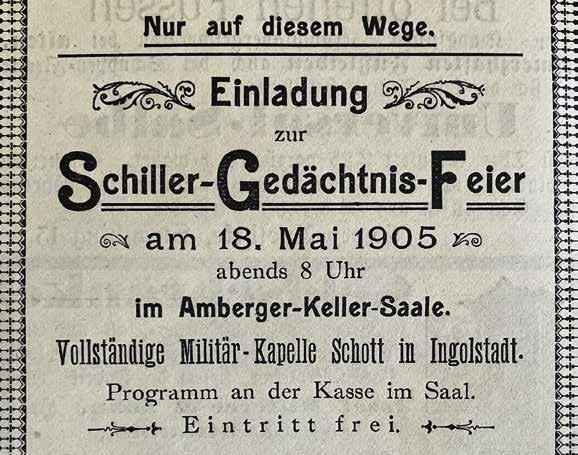 Nur auf diesem Wege.
Einladung
zur
Schiller-Gedächtnis-Feier
am 18. Mai 1905
abends 8 Uhr
im Amberger-Keller-Saale.
Vollständige Militär-Kapelle Schott in Ingolstadt.
Programm an der Kasse im Saal.
Eintritt frei.